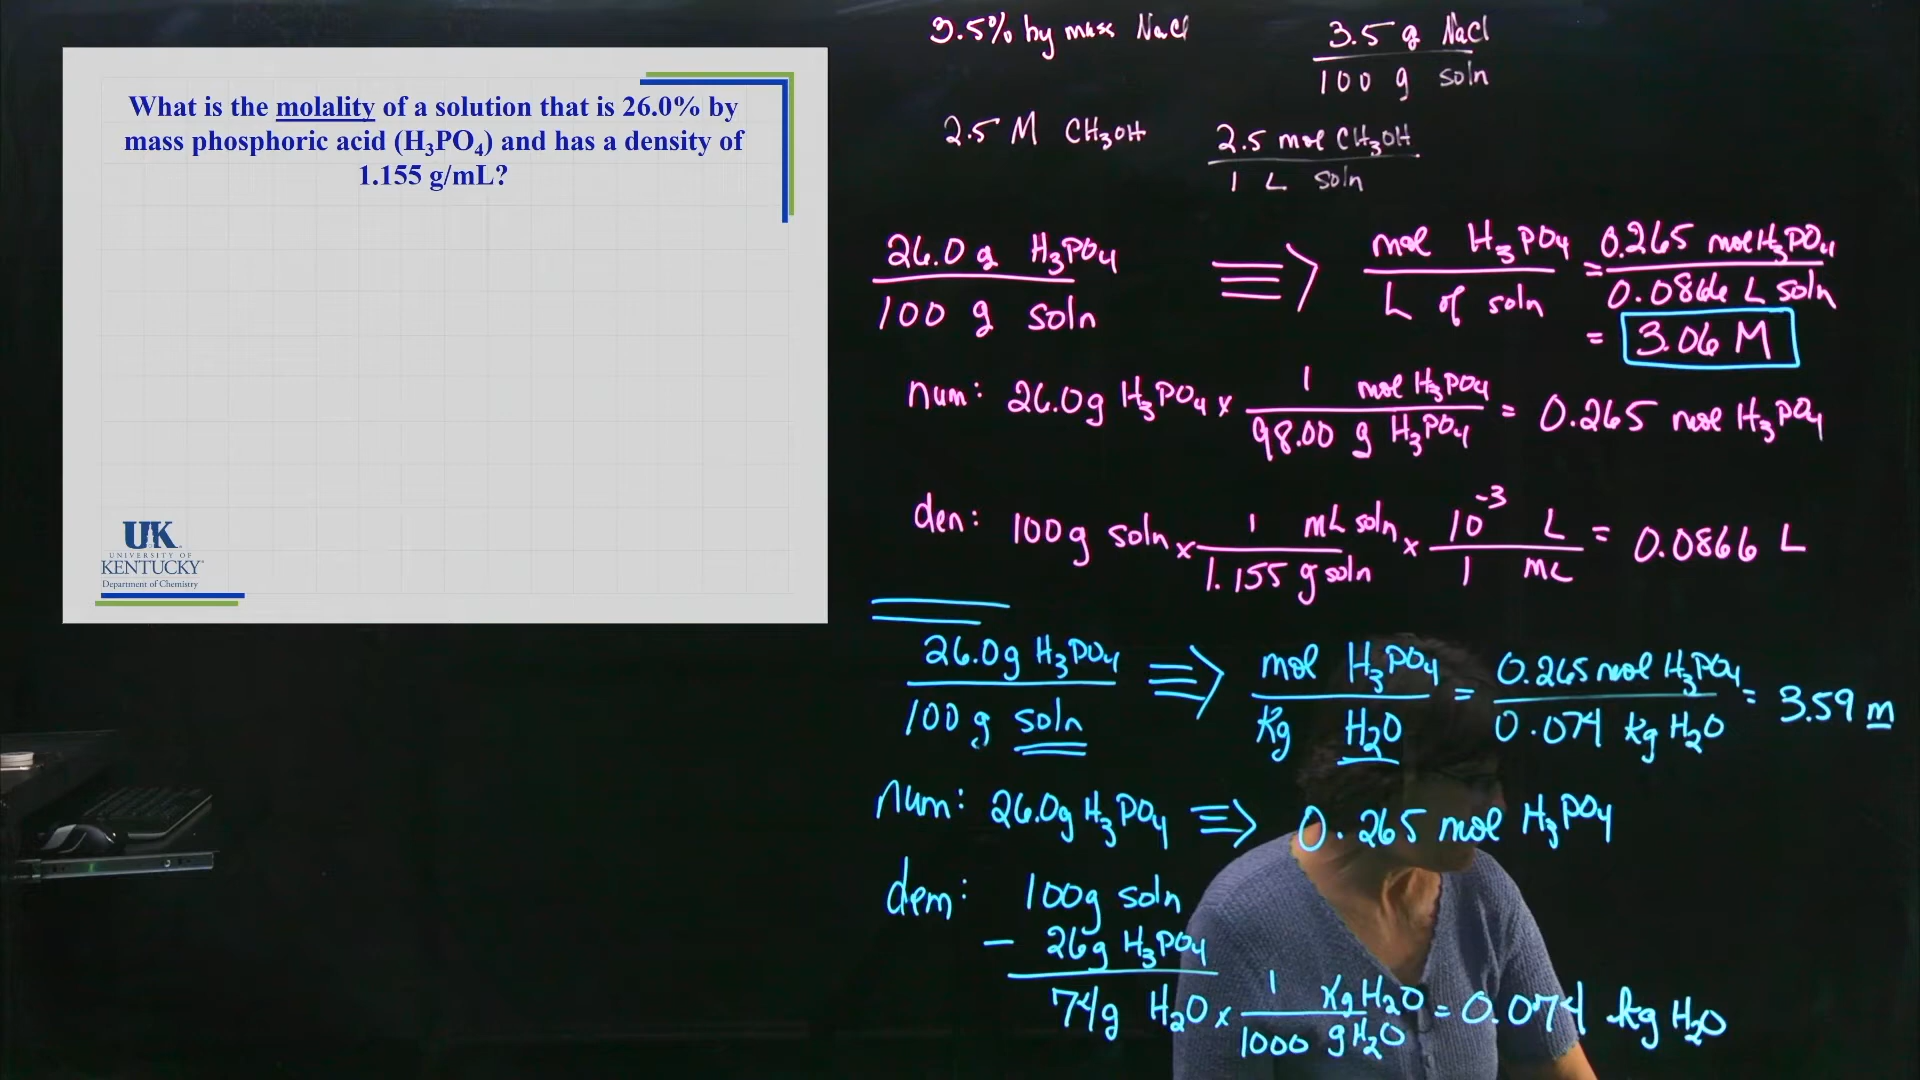 What is the molality of a solution that is 26.0% by
mass phosphoric acid (H₃PO₄) and has a density of
1.155 g/mL?
UK
UNIVERSITY OF
KENTUCKY
Department of Chemistry
3.5% by mass NaCl
3.5 g NaCl
100 g soln
2.5 M CH₃OH
2.5 mol CH₃OH
1 L soln
26.0 g H₃PO₄
100 g soln
mol H₃PO₄
L of soln
= 0.265 mol H₃PO₄
0.0866 L soln
= 3.06 M
num: 26.0g H₃PO₄ × 1 mol H₃PO₄ = 0.265 mol H₃PO₄
98.00 g H₃PO₄
den: 100g soln × 1 mL soln × 10⁻³ L = 0.0866 L
1.155 g soln 1 mL
26.0g H₃PO₄
100 g soln
mol H₃PO₄
kg H₂O
= 0.265 mol H₃PO₄ = 3.59 m
0.074 kg H₂O
num: 26.0g H₃PO₄ ⇒ 0.265 mol H₃PO₄
dem: 100g soln
- 26g H₃PO₄
74g H₂O × 1 kg H₂O = 0.074 kg H₂O
1000 g H₂O